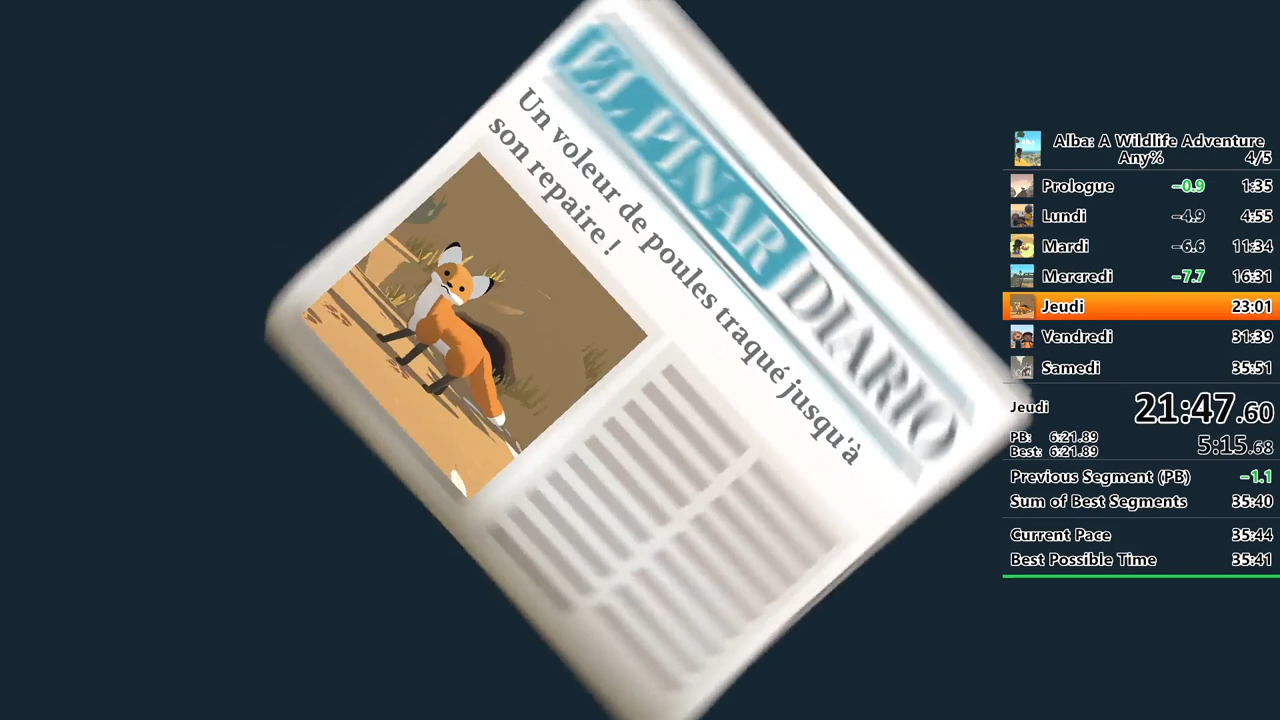 EL PINAR DIARIO
Un voleur de poules traqué jusqu'à
son repaire !
Alba: A Wildlife Adventure
Any% 4/5
Prologue −0.9 1:35
Lundi −4.9 4:55
Mardi −6.6 11:34
Mercredi −7.7 16:31
Jeudi 23:01
Vendredi 31:39
Samedi 35:51
Jeudi 21:47.60
PB: 6:21.89
Best: 6:21.89 5:15.68
Previous Segment (PB) −1.1
Sum of Best Segments 35:40
Current Pace 35:44
Best Possible Time 35:41